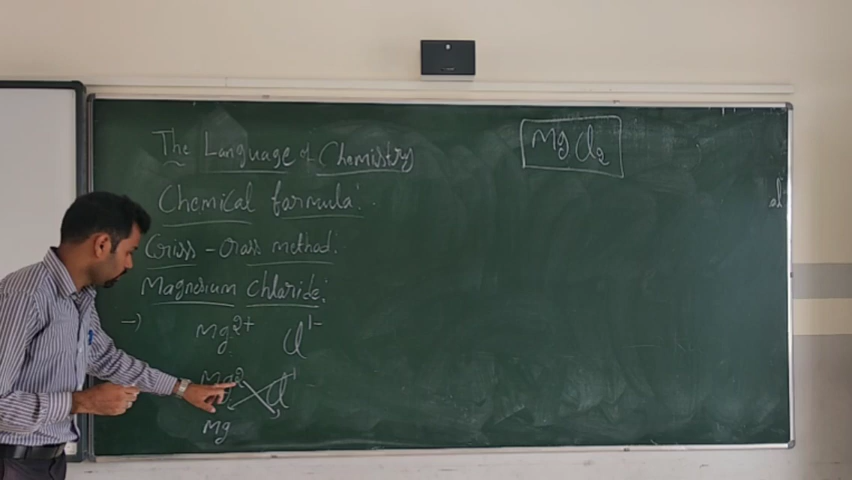 The Language of Chemistry
Chemical formula:
Criss-Cross method:
Magnesium Chloride:
→ Mg2+ Cl1-
Mg2 Cl1
Mg
MgCl2